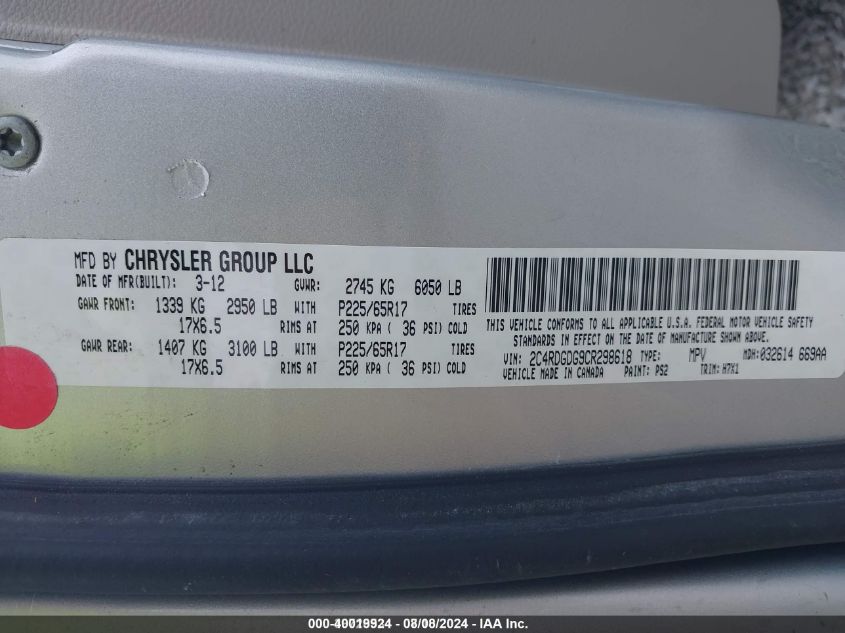 MFD BY CHRYSLER GROUP LLC
DATE OF MFR(BUILT): 3-12 GVWR: 2745 KG 6050 LB
GAWR FRONT: 1339 KG 2950 LB WITH P225/65R17 TIRES
17X6.5 RIMS AT 250 KPA ( 36 PSI) COLD
GAWR REAR: 1407 KG 3100 LB WITH P225/65R17 TIRES
17X6.5 RIMS AT 250 KPA ( 36 PSI) COLD
THIS VEHICLE CONFORMS TO ALL APPLICABLE U.S.A. FEDERAL MOTOR VEHICLE SAFETY
STANDARDS IN EFFECT ON THE DATE OF MANUFACTURE SHOWN ABOVE.
VIN: 2C4RDGDG9CR298618 TYPE: MPV MDH:032614 669AA
VEHICLE MADE IN CANADA PAINT: PS2 TRIM: H7X1
000-40019924 - 08/08/2024 - IAA Inc.